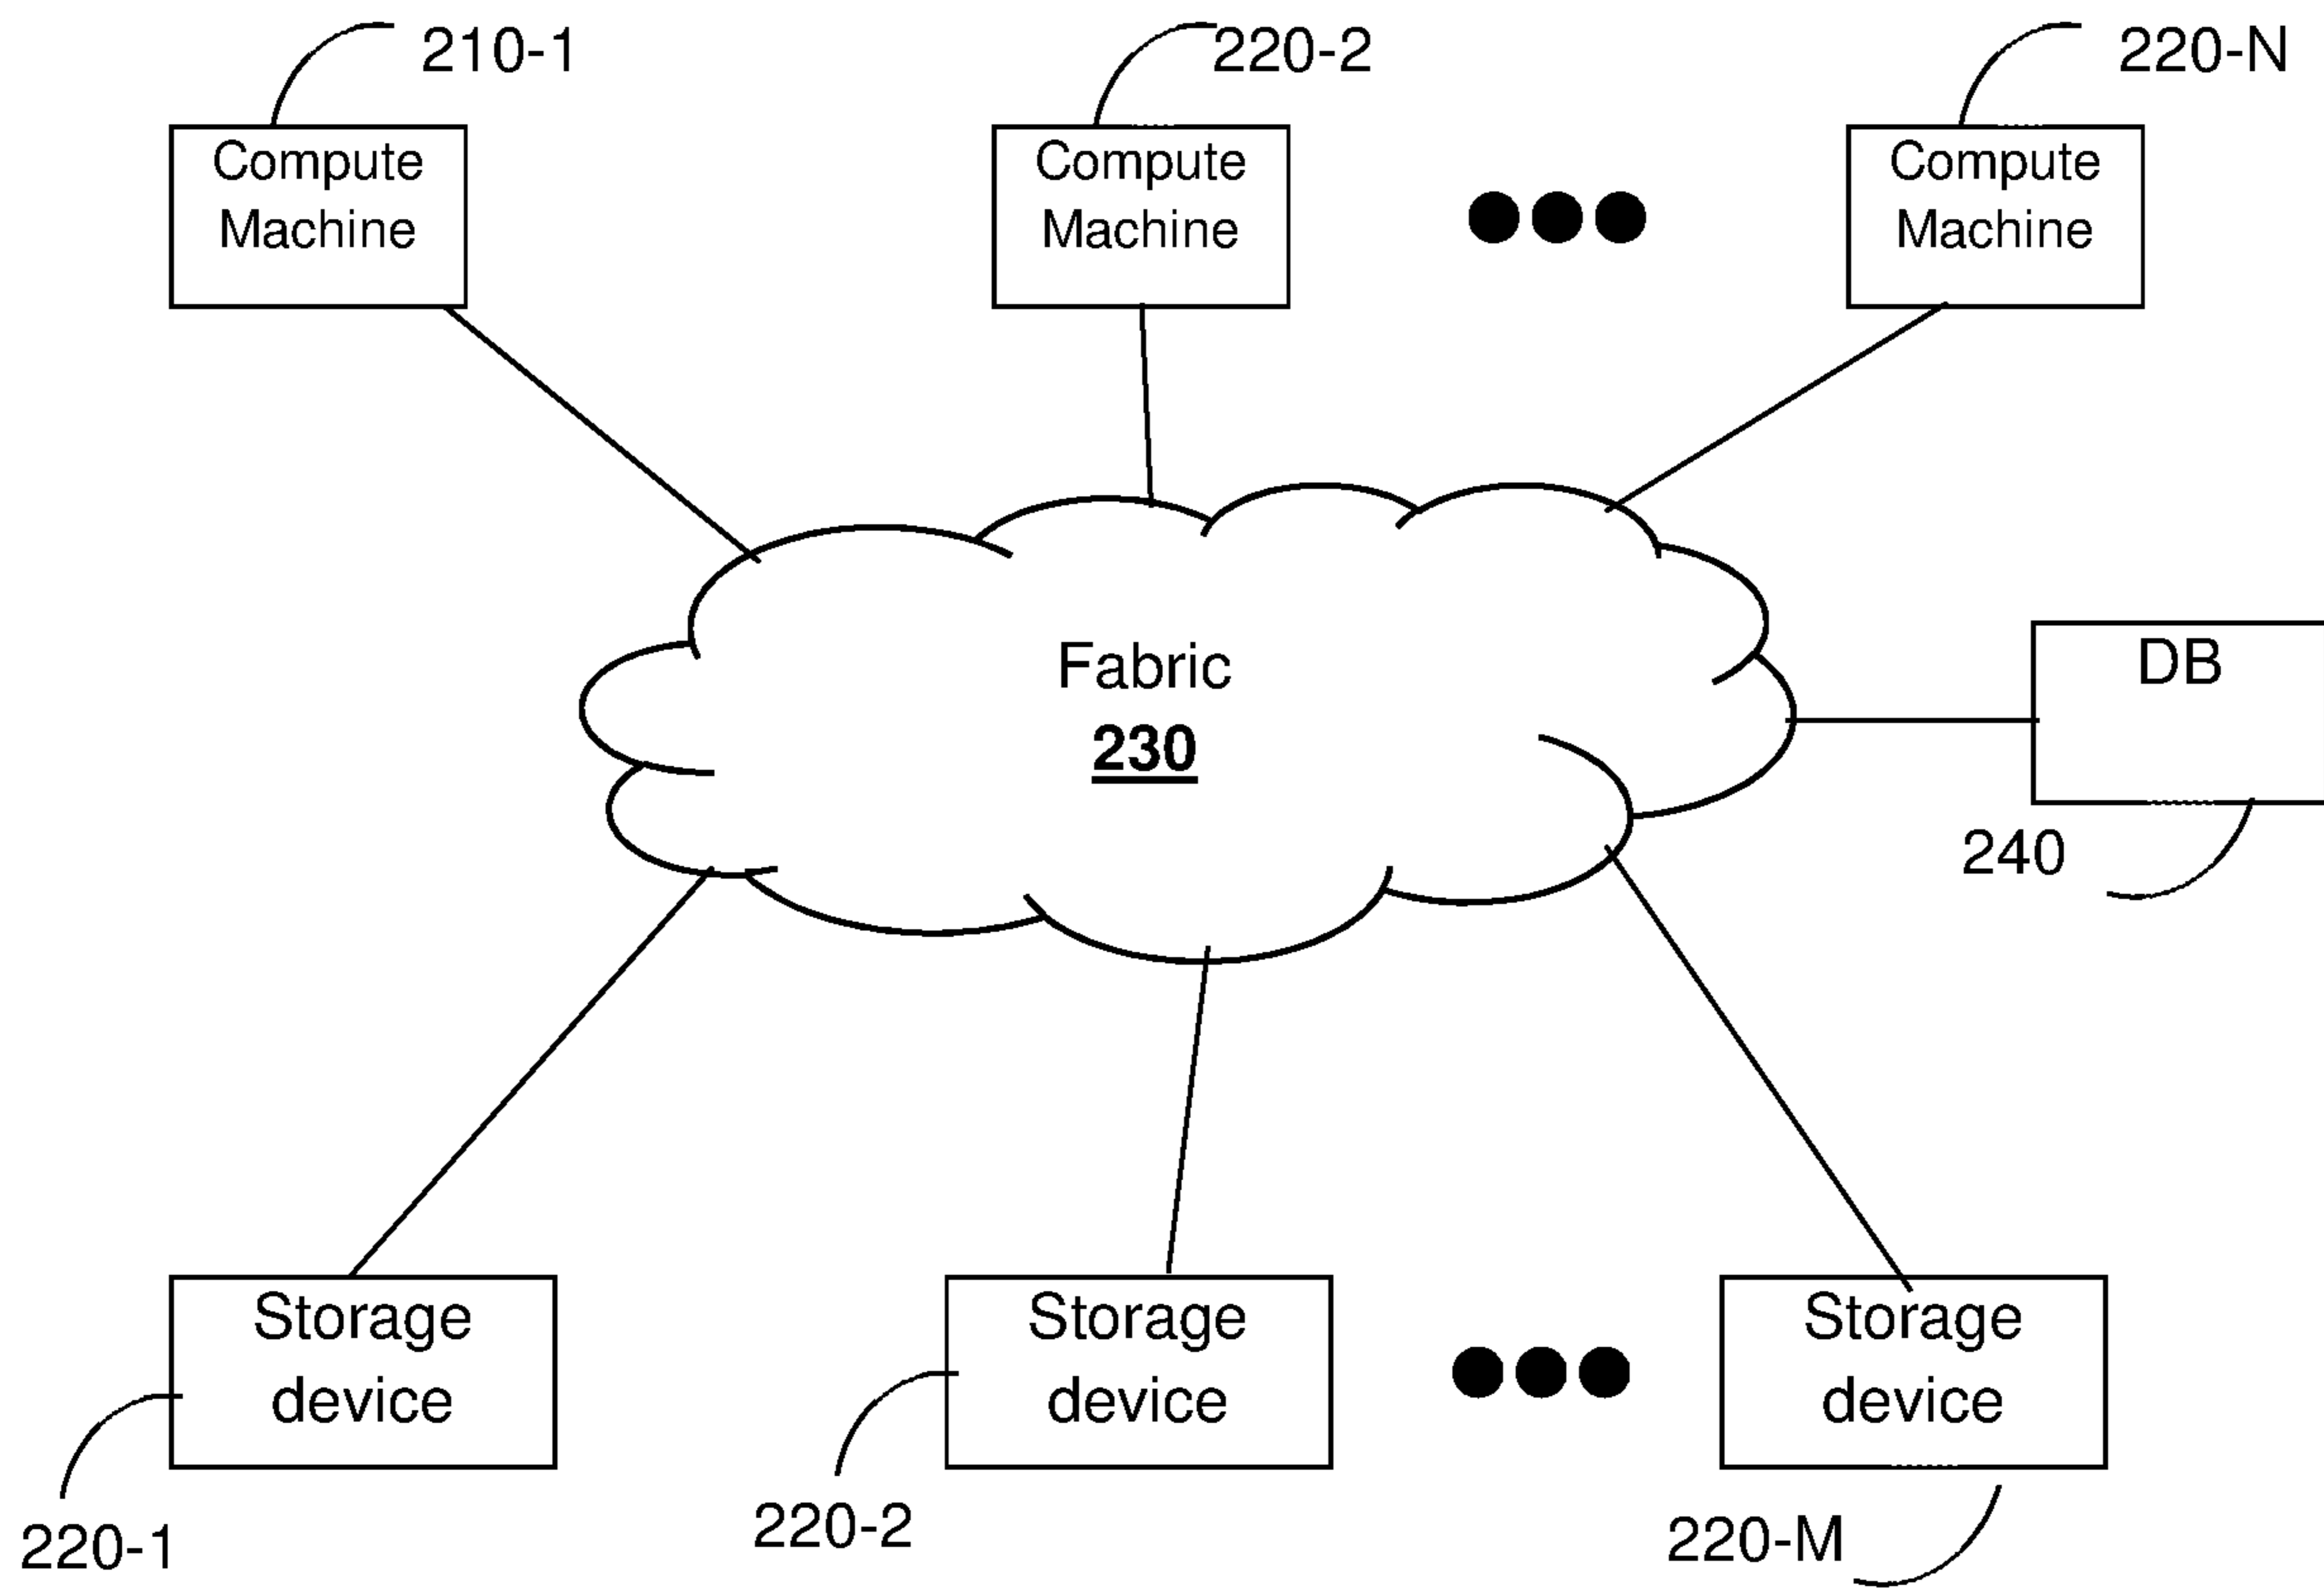 210-1
220-2
220-N
Compute
Machine
Compute
Machine
Compute
Machine
Fabric
230
DB
240
Storage
device
Storage
device
Storage
device
220-1
220-2
220-M